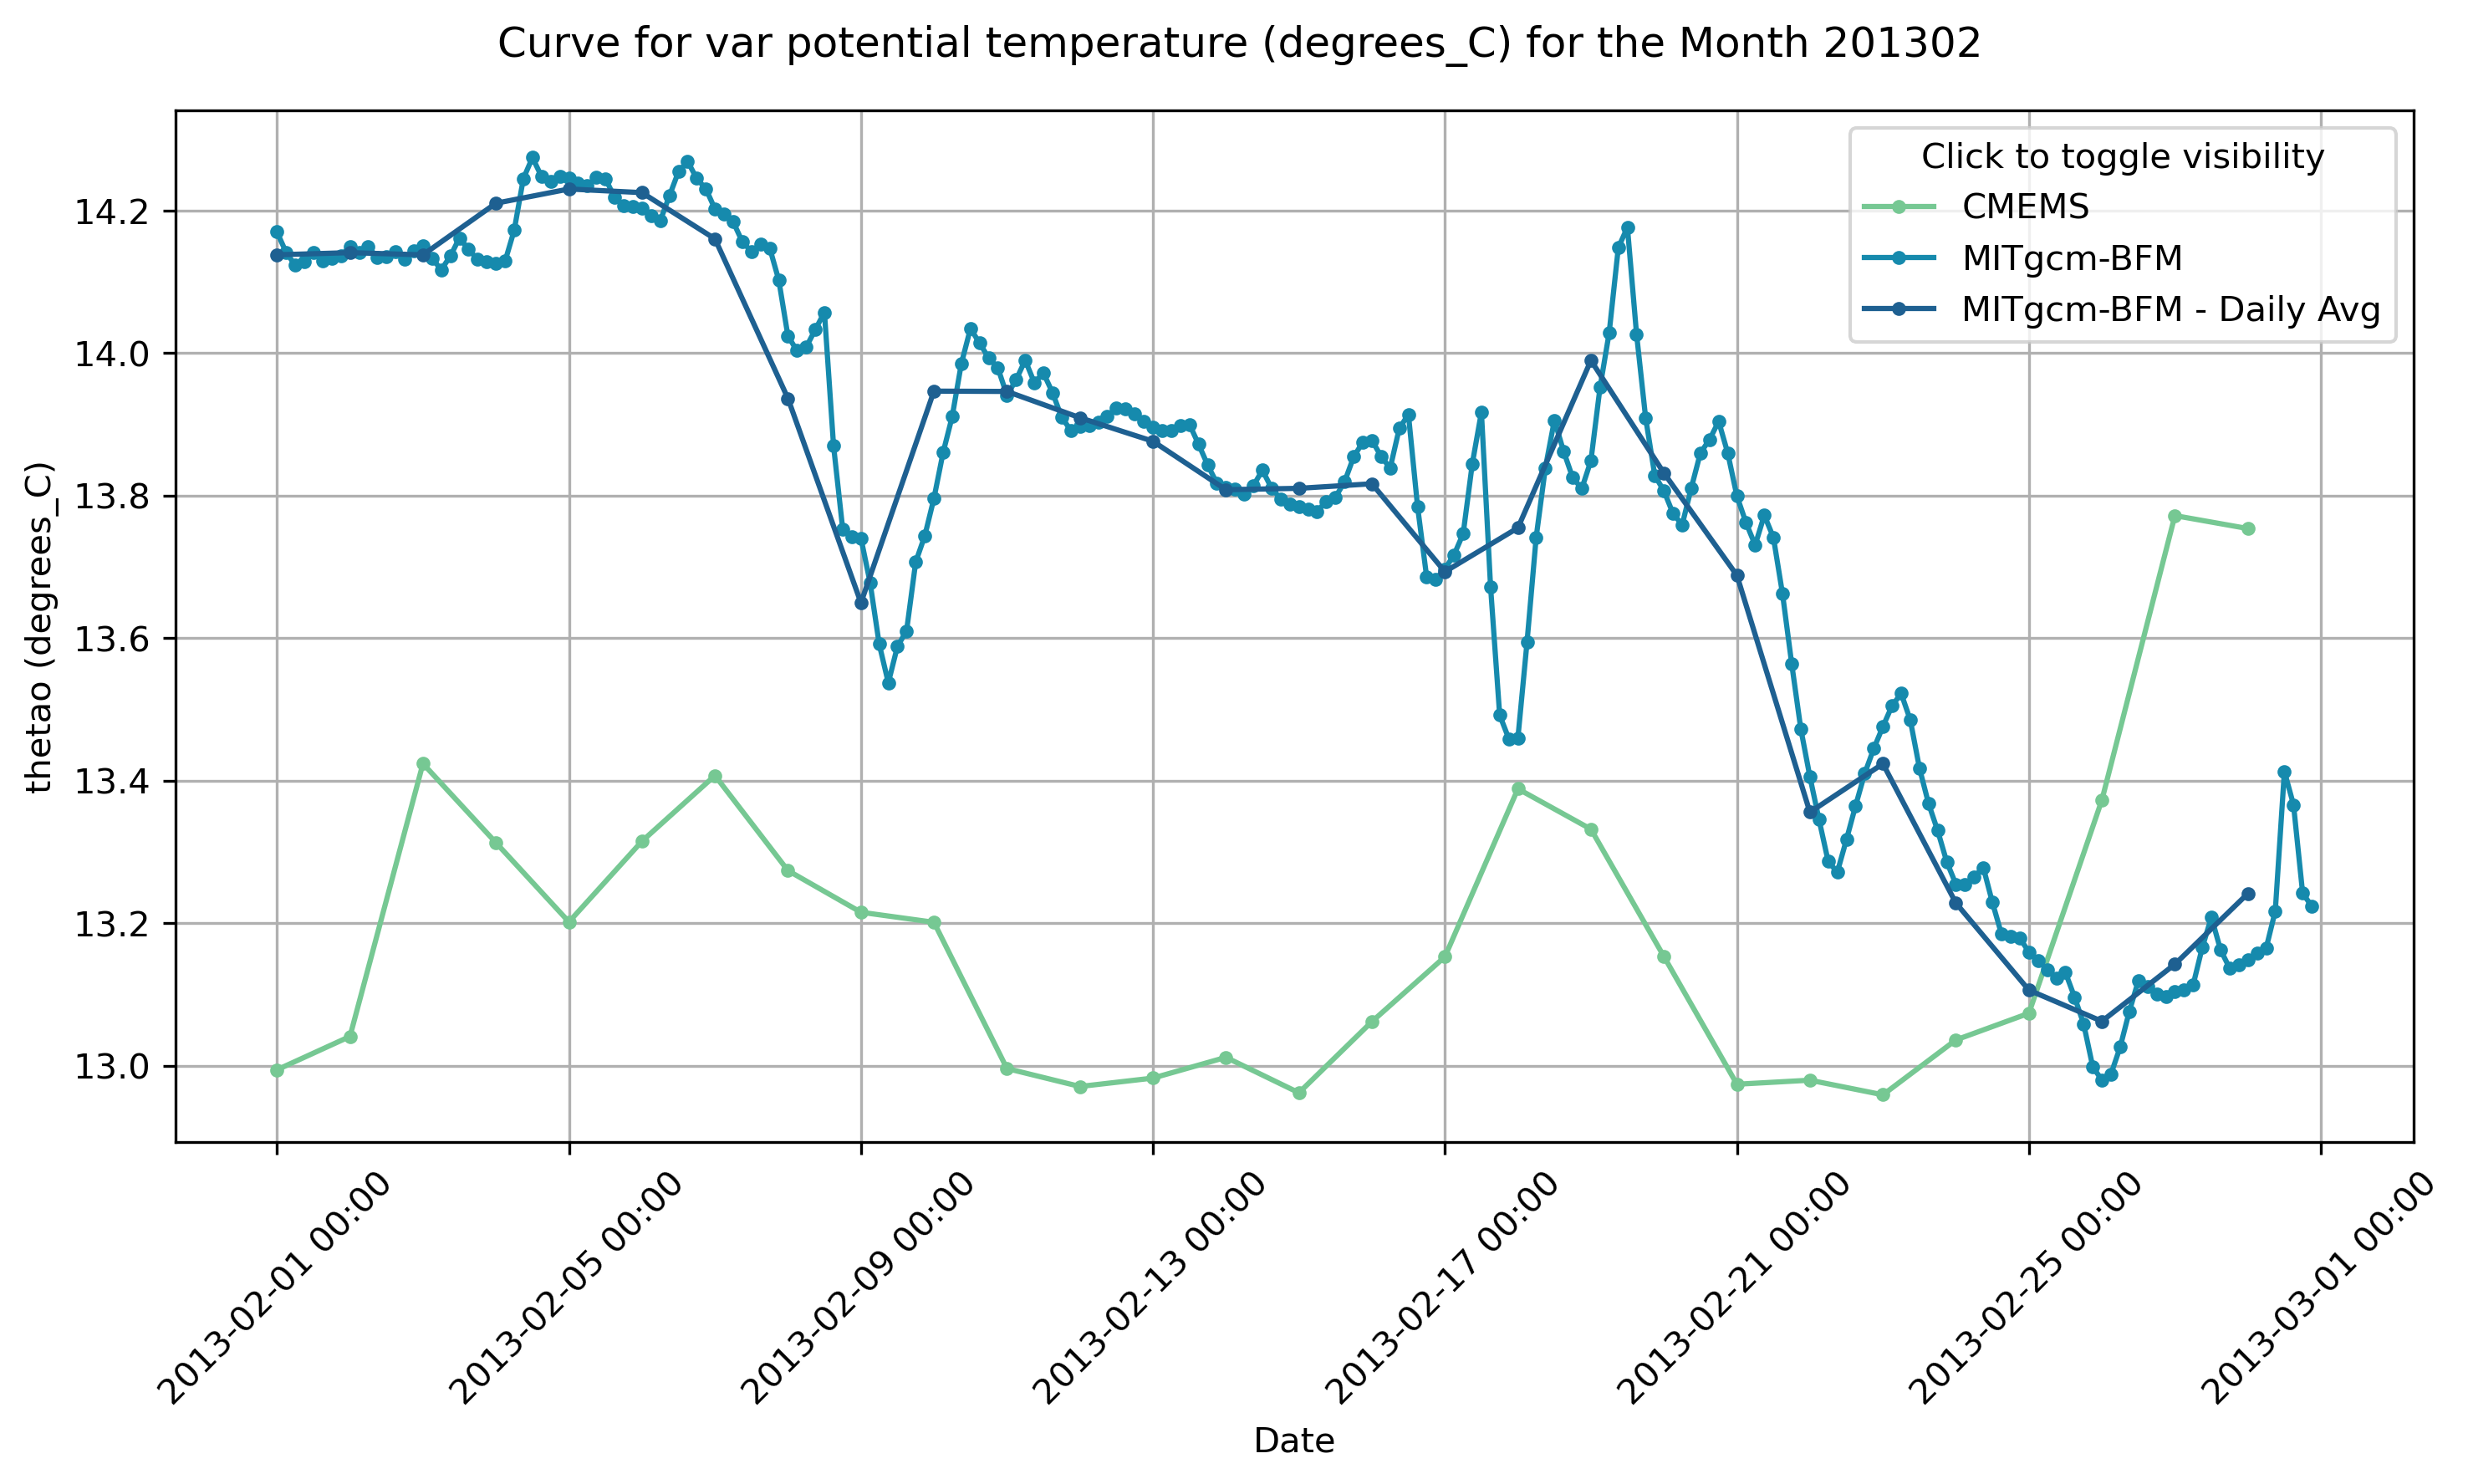 Curve for var potential temperature (degrees_C) for the Month 201302
Click to toggle visibility
CMEMS
MITgcm-BFM
MITgcm-BFM - Daily Avg
thetao (degrees_C)
14.2
14.0
13.8
13.6
13.4
13.2
13.0
2013-02-01 00:00
2013-02-05 00:00
2013-02-09 00:00
2013-02-13 00:00
2013-02-17 00:00
2013-02-21 00:00
2013-02-25 00:00
2013-03-01 00:00
Date